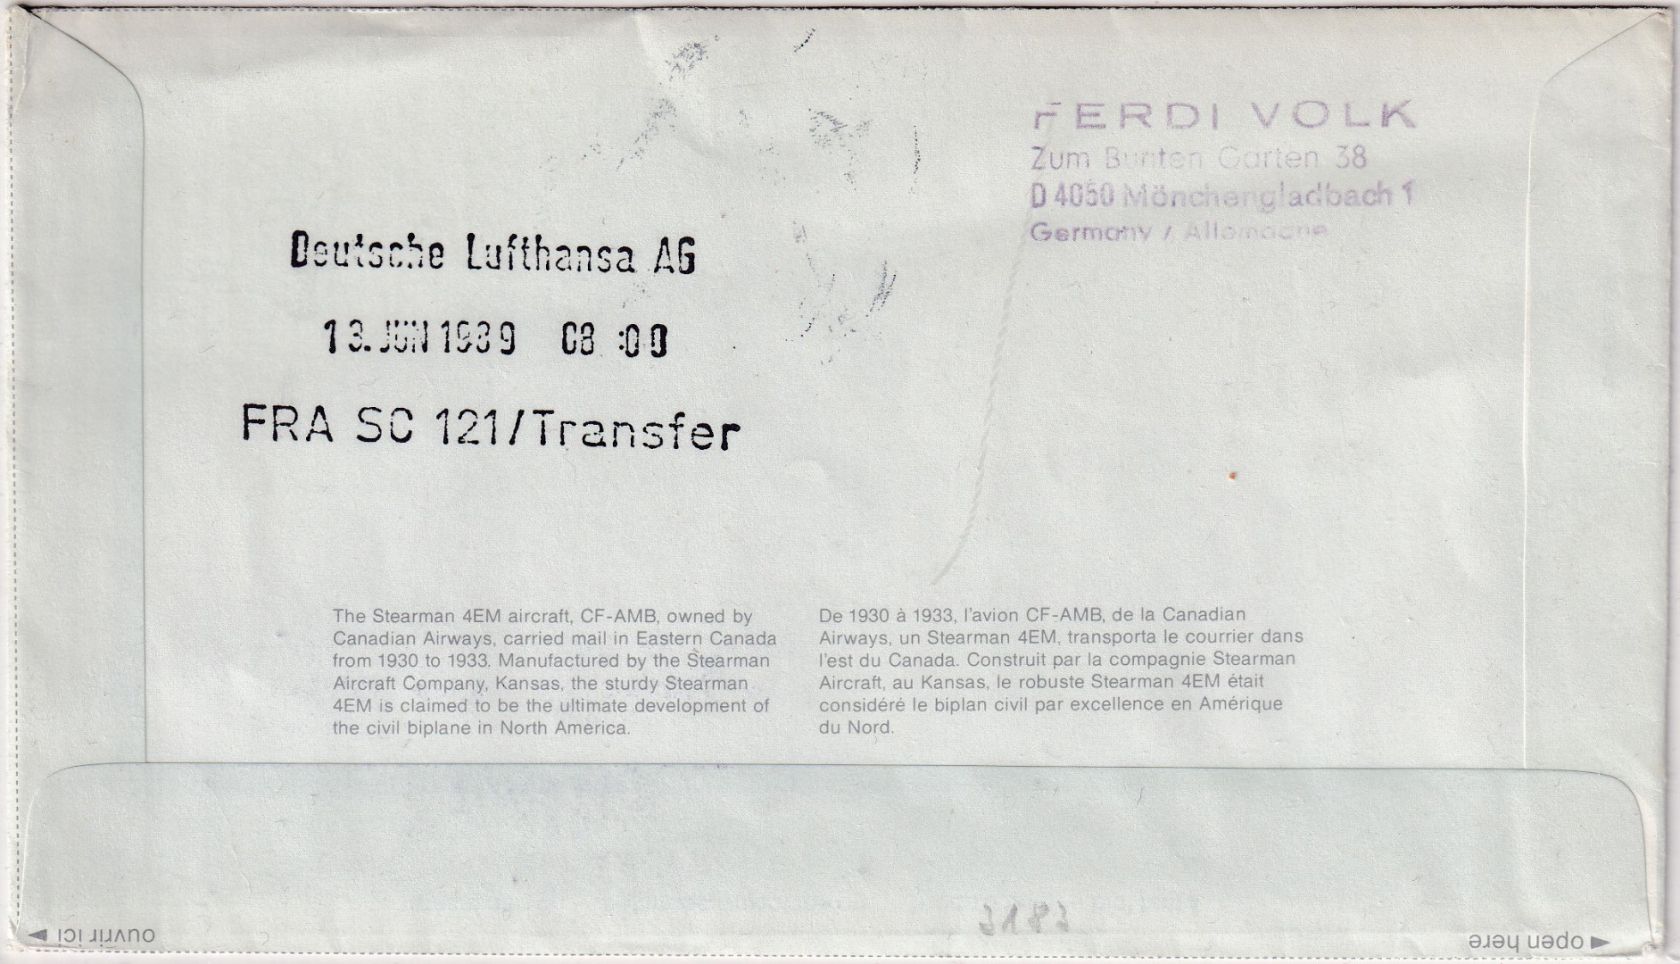 FERDI VOLK
Zum Bunten Garten 38
D 4050 Mönchengladbach 1
Germany / Allemagne
Deutsche Lufthansa AG
13. JUN 1989 08:00
FRA SC 121/Transfer
The Stearman 4EM aircraft, CF-AMB, owned by
Canadian Airways, carried mail in Eastern Canada
from 1930 to 1933. Manufactured by the Stearman
Aircraft Company, Kansas, the sturdy Stearman
4EM is claimed to be the ultimate development of
the civil biplane in North America.
De 1930 à 1933, l'avion CF-AMB, de la Canadian
Airways, un Stearman 4EM, transporta le courrier dans
l'est du Canada. Construit par la compagnie Stearman
Aircraft, au Kansas, le robuste Stearman 4EM était
considéré le biplan civil par excellence en Amérique
du Nord.
3183
ouvrir ici ►
◄ open here